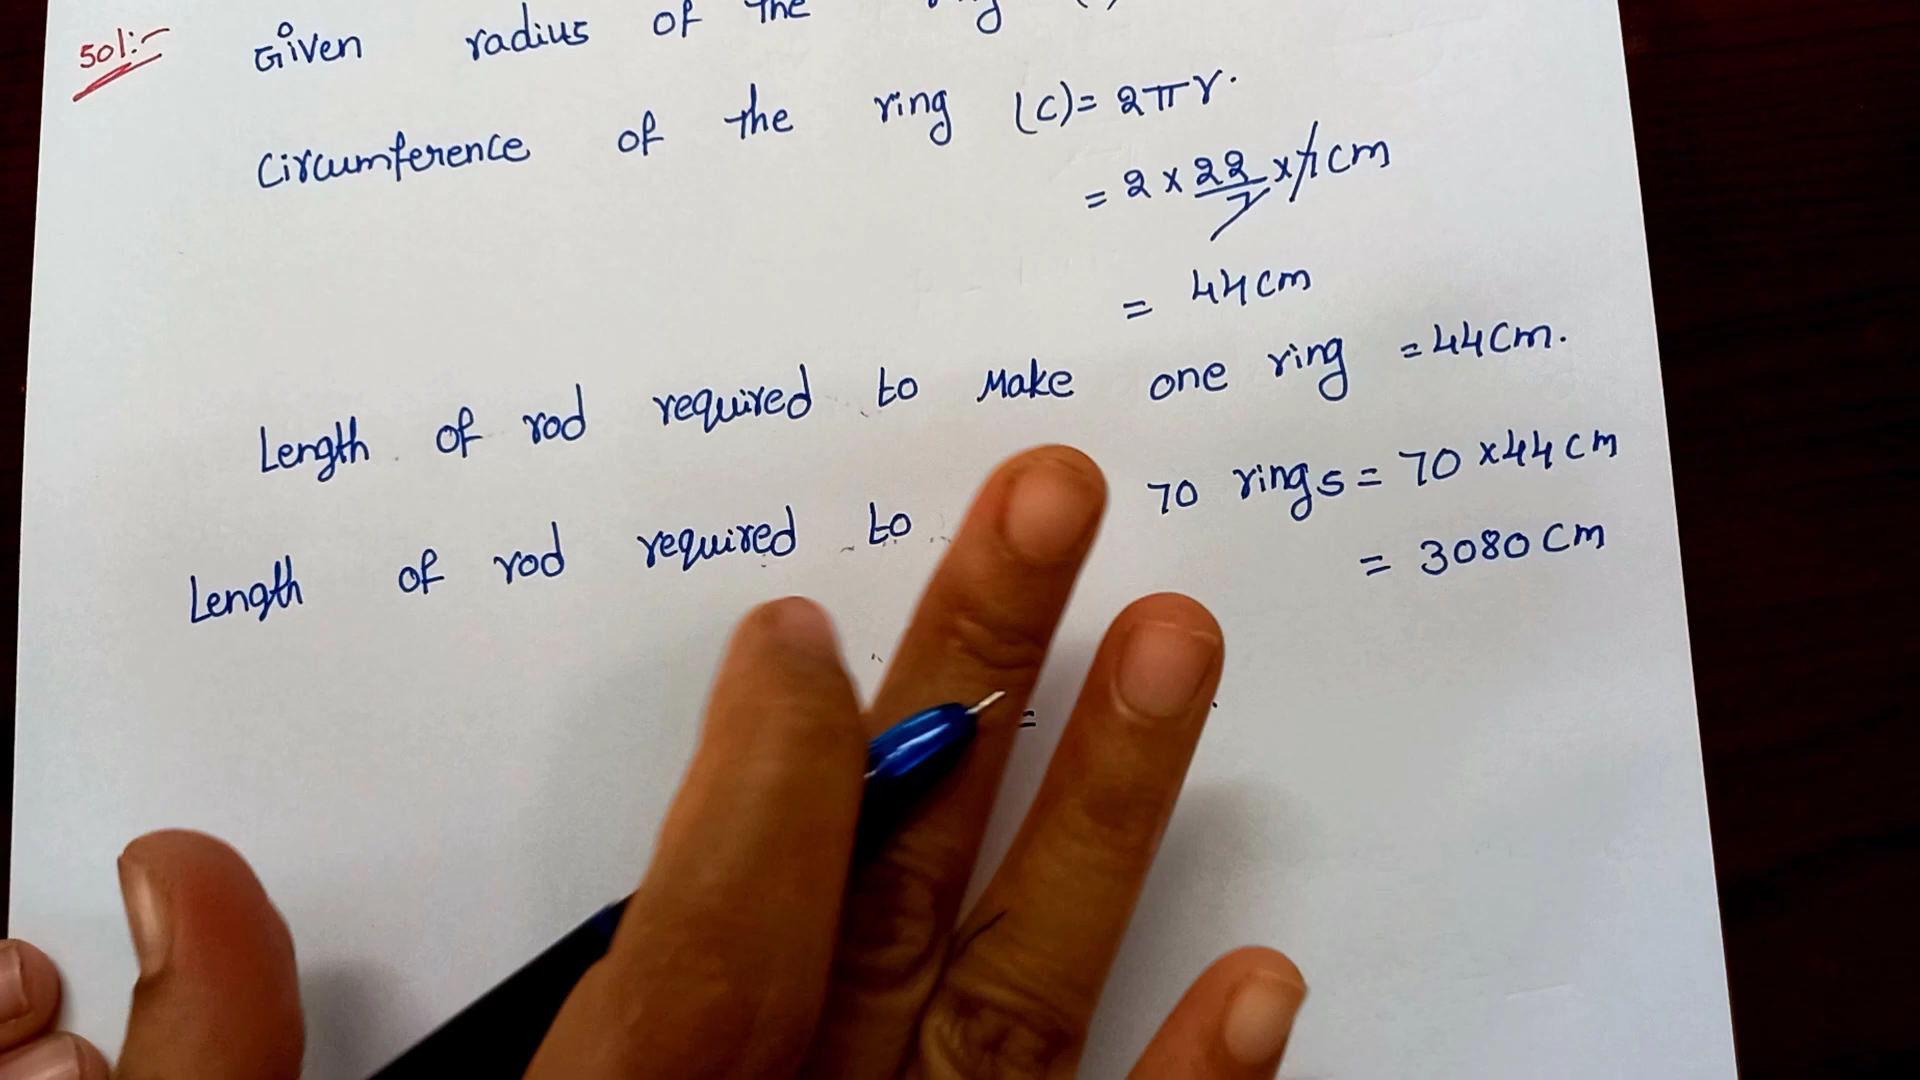 Sol:- Given radius of the
Circumference of the ring (C)= 2πr.
= 2 × 22/7 × 7 cm
= 44 cm
Length of rod required to Make one ring = 44 Cm.
Length of rod required to 70 rings = 70 × 44 cm
= 3080 Cm
=